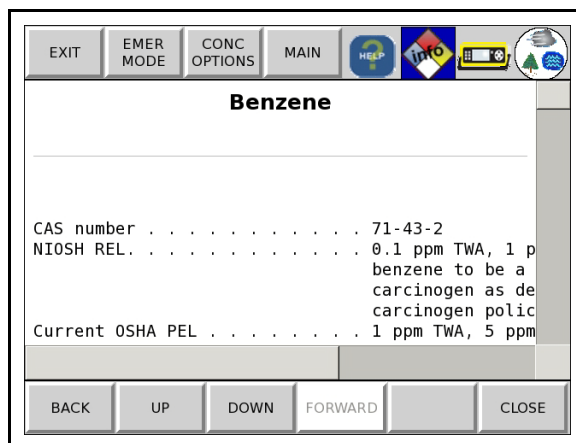 EXIT
EMER
MODE
CONC
OPTIONS
MAIN
HELP
info
Benzene
CAS number . . . . . . . . . . . . 71-43-2
NIOSH REL. . . . . . . . . . . . . 0.1 ppm TWA, 1 p
benzene to be a
carcinogen as de
carcinogen polic
Current OSHA PEL . . . . . . . . . 1 ppm TWA, 5 ppm
BACK
UP
DOWN
FORWARD
CLOSE